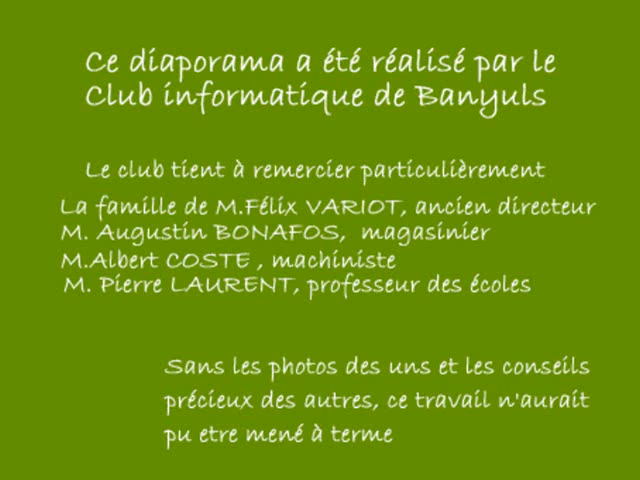 Ce diaporama a été réalisé par le
Club informatique de Banyuls
Le club tient à remercier particulièrement
La famille de M.Félix VARIOT, ancien directeur
M. Augustin BONAFOS, magasinier
M.Albert COSTE , machiniste
M. Pierre LAURENT, professeur des écoles
Sans les photos des uns et les conseils
précieux des autres, ce travail n'aurait
pu etre mené à terme